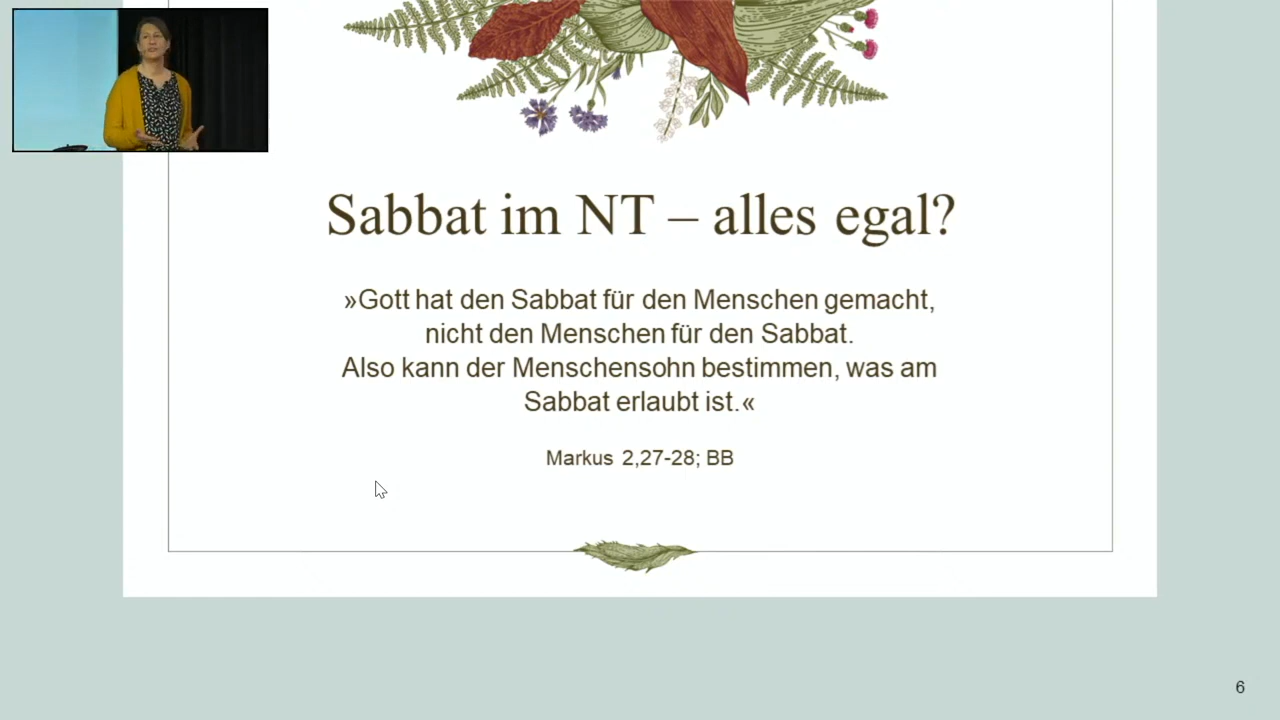 Sabbat im NT – alles egal?
»Gott hat den Sabbat für den Menschen gemacht,
nicht den Menschen für den Sabbat.
Also kann der Menschensohn bestimmen, was am
Sabbat erlaubt ist.«
Markus 2,27-28; BB
6